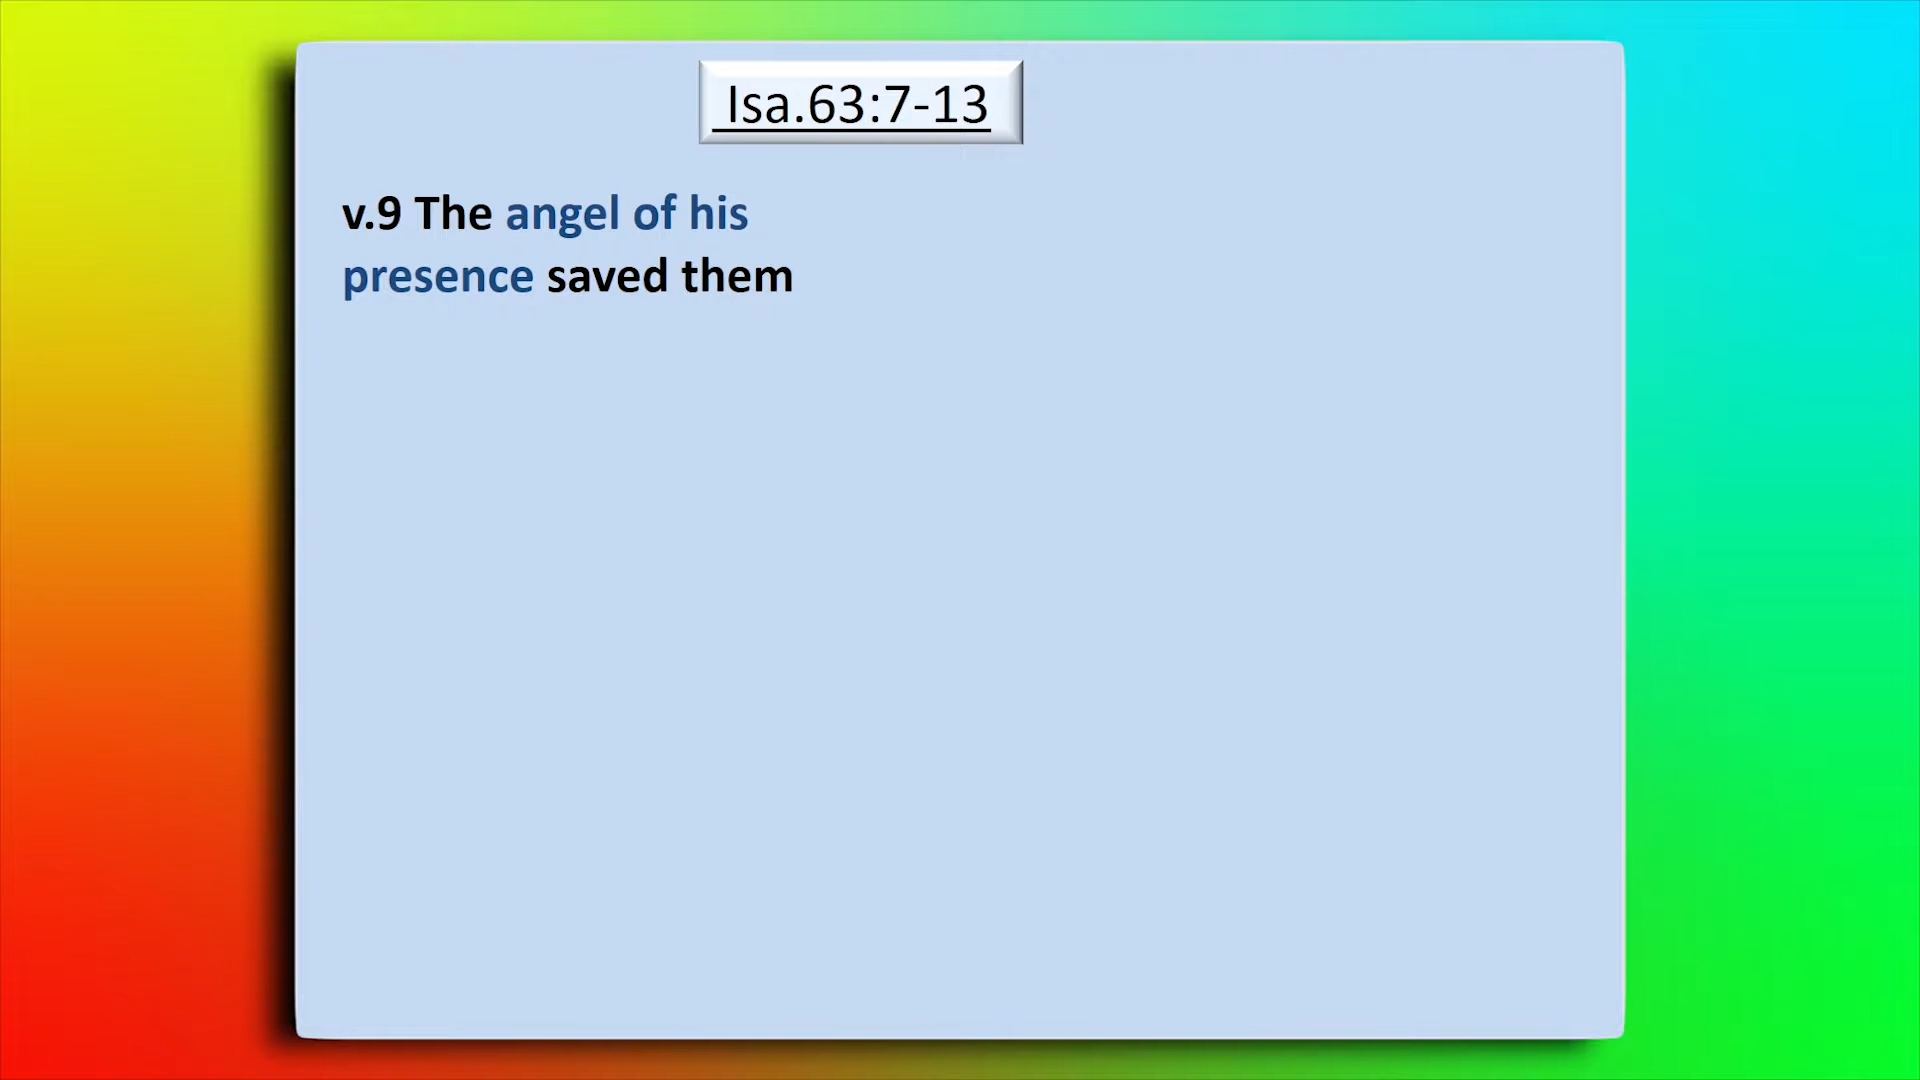 Isa.63:7-13
v.9 The angel of his
presence saved them